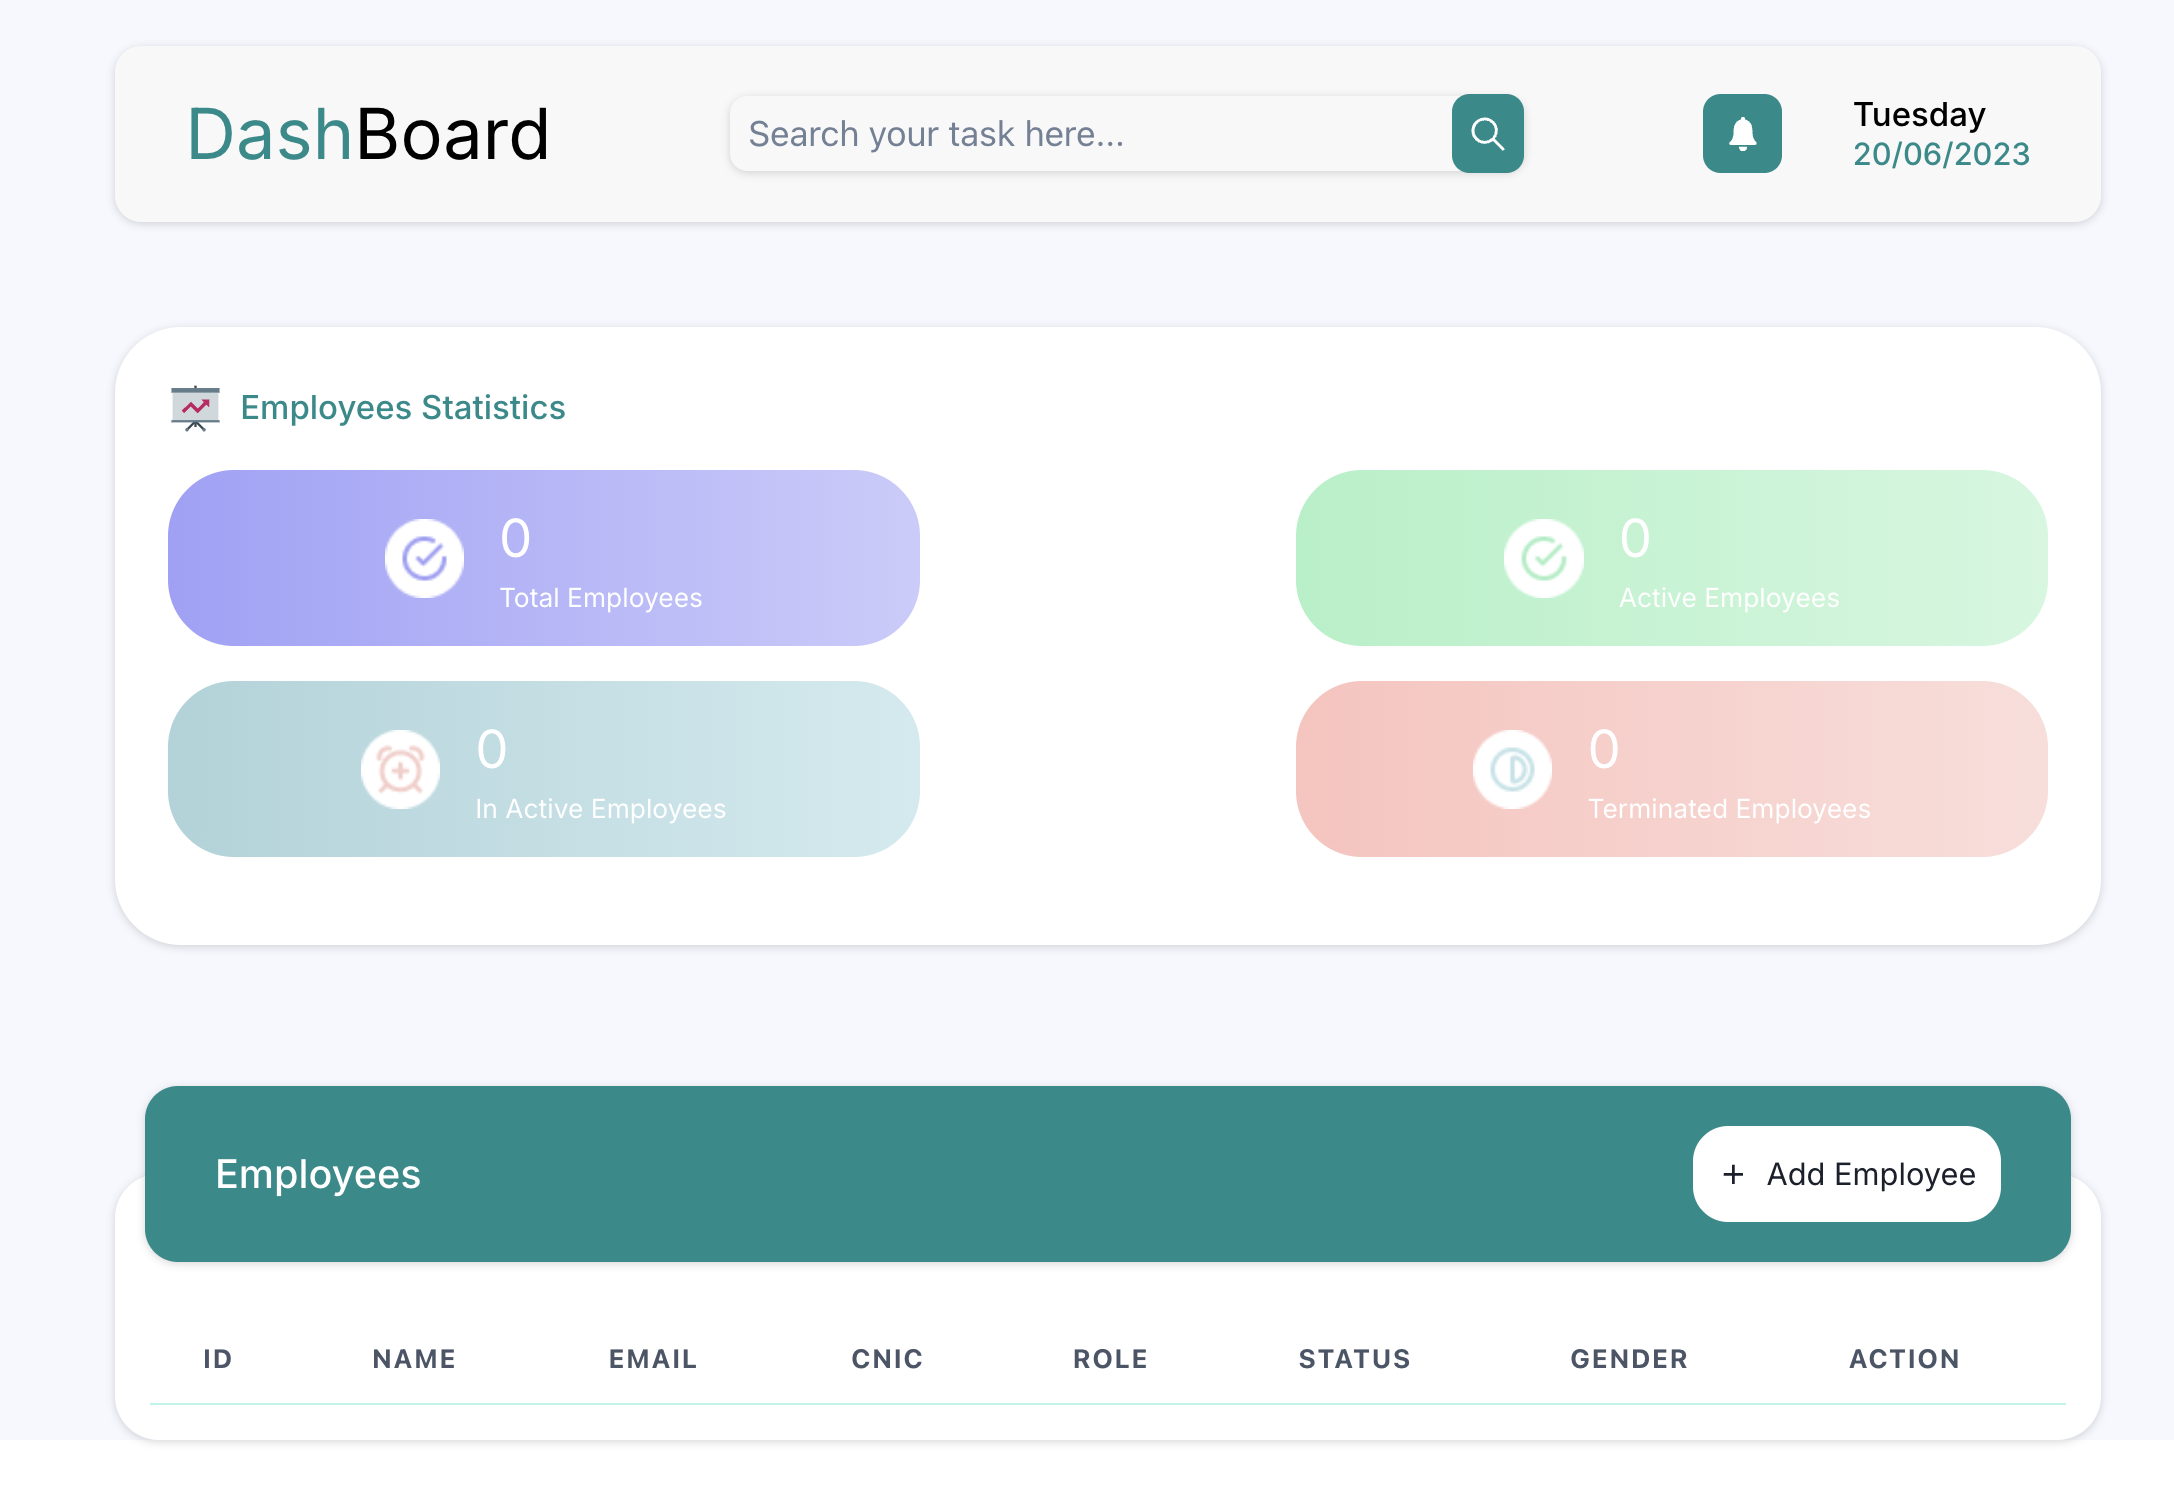 DashBoard
Search your task here...
Tuesday
20/06/2023
Employees Statistics
0
Total Employees
0
Active Employees
0
In Active Employees
0
Terminated Employees
Employees
+ Add Employee
ID NAME EMAIL CNIC ROLE STATUS GENDER ACTION